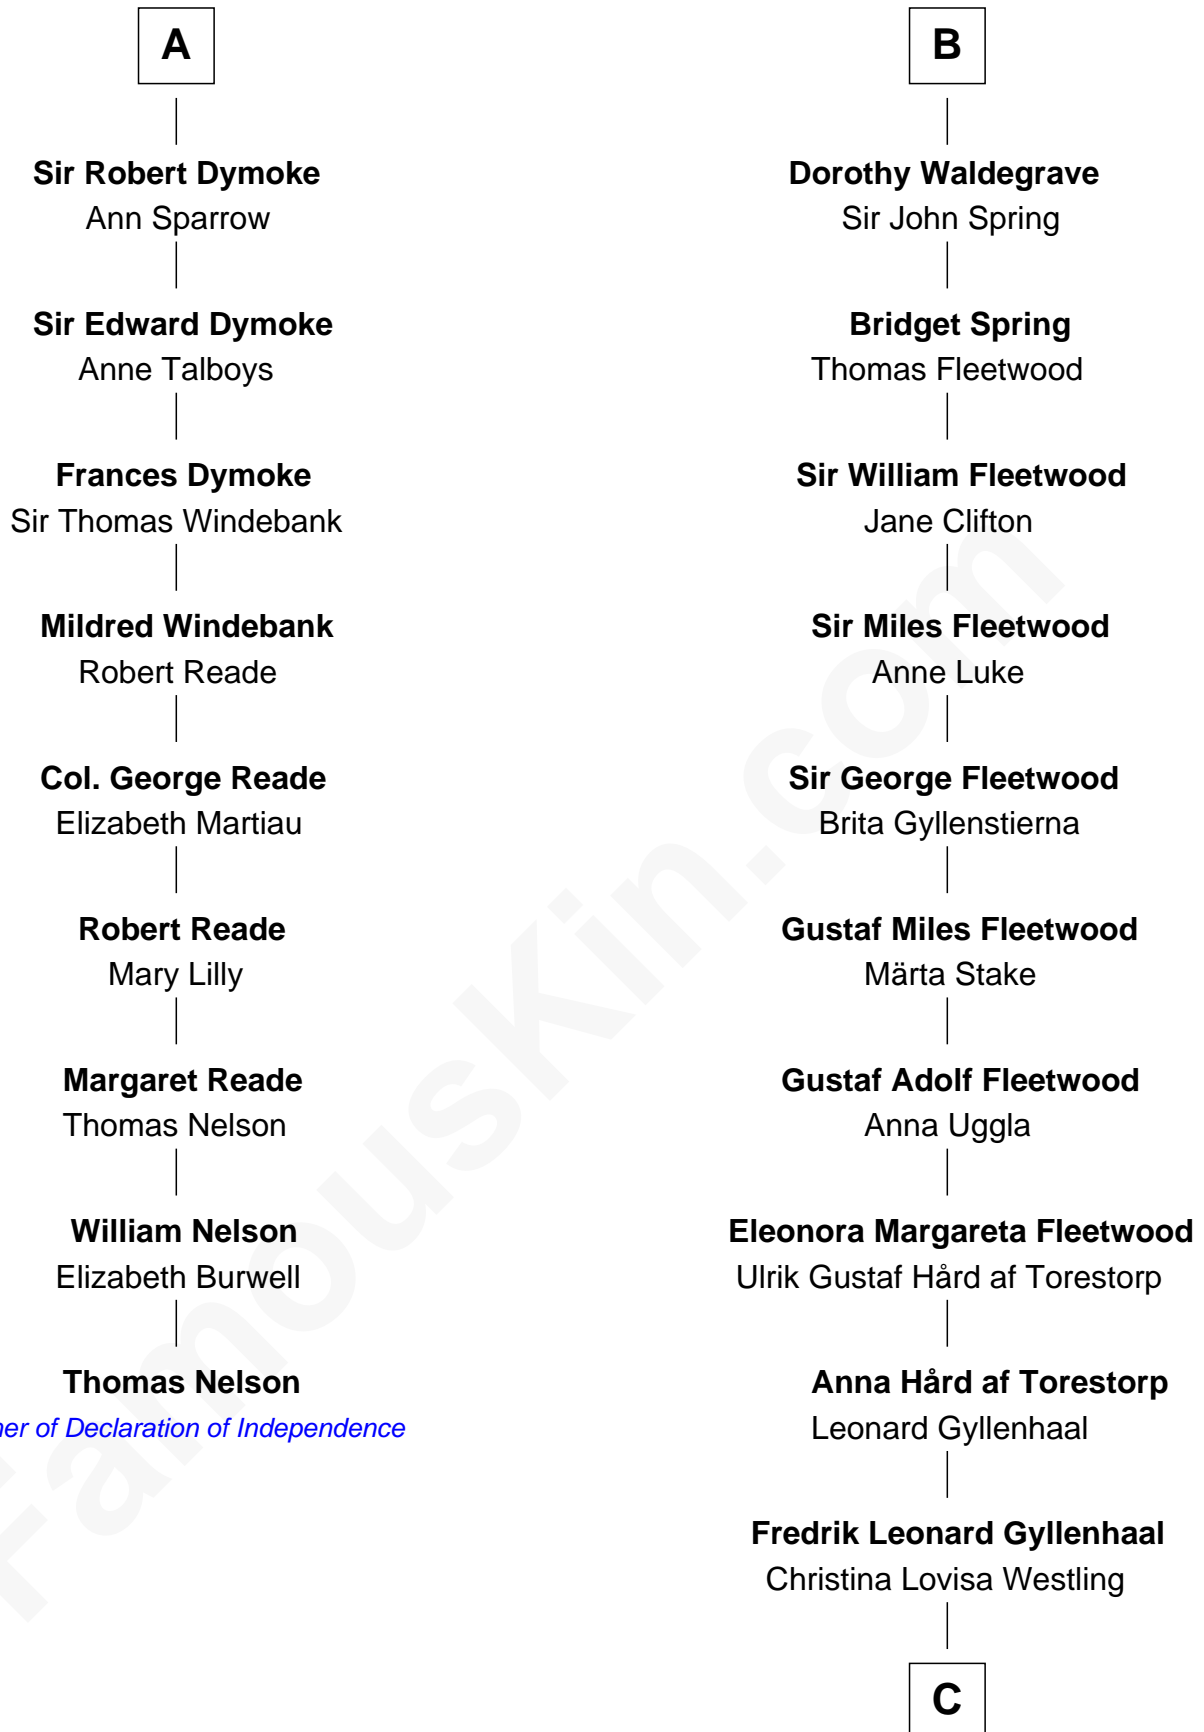 A
Sir Robert Dymoke
Ann Sparrow
Sir Edward Dymoke
Anne Talboys
Frances Dymoke
Sir Thomas Windebank
Mildred Windebank
Robert Reade
Col. George Reade
Elizabeth Martiau
Robert Reade
Mary Lilly
Margaret Reade
Thomas Nelson
William Nelson
Elizabeth Burwell
Thomas Nelson
of Declaration of Independence
B
Dorothy Waldegrave
Sir John Spring
Bridget Spring
Thomas Fleetwood
Sir William Fleetwood
Jane Clifton
Sir Miles Fleetwood
Anne Luke
Sir George Fleetwood
Brita Gyllenstierna
Gustaf Miles Fleetwood
Märta Stake
Gustaf Adolf Fleetwood
Anna Uggla
Eleonora Margareta Fleetwood
Ulrik Gustaf Hård af Torestorp
Anna Hård af Torestorp
Leonard Gyllenhaal
Fredrik Leonard Gyllenhaal
Christina Lovisa Westling
C
FamousKin.com